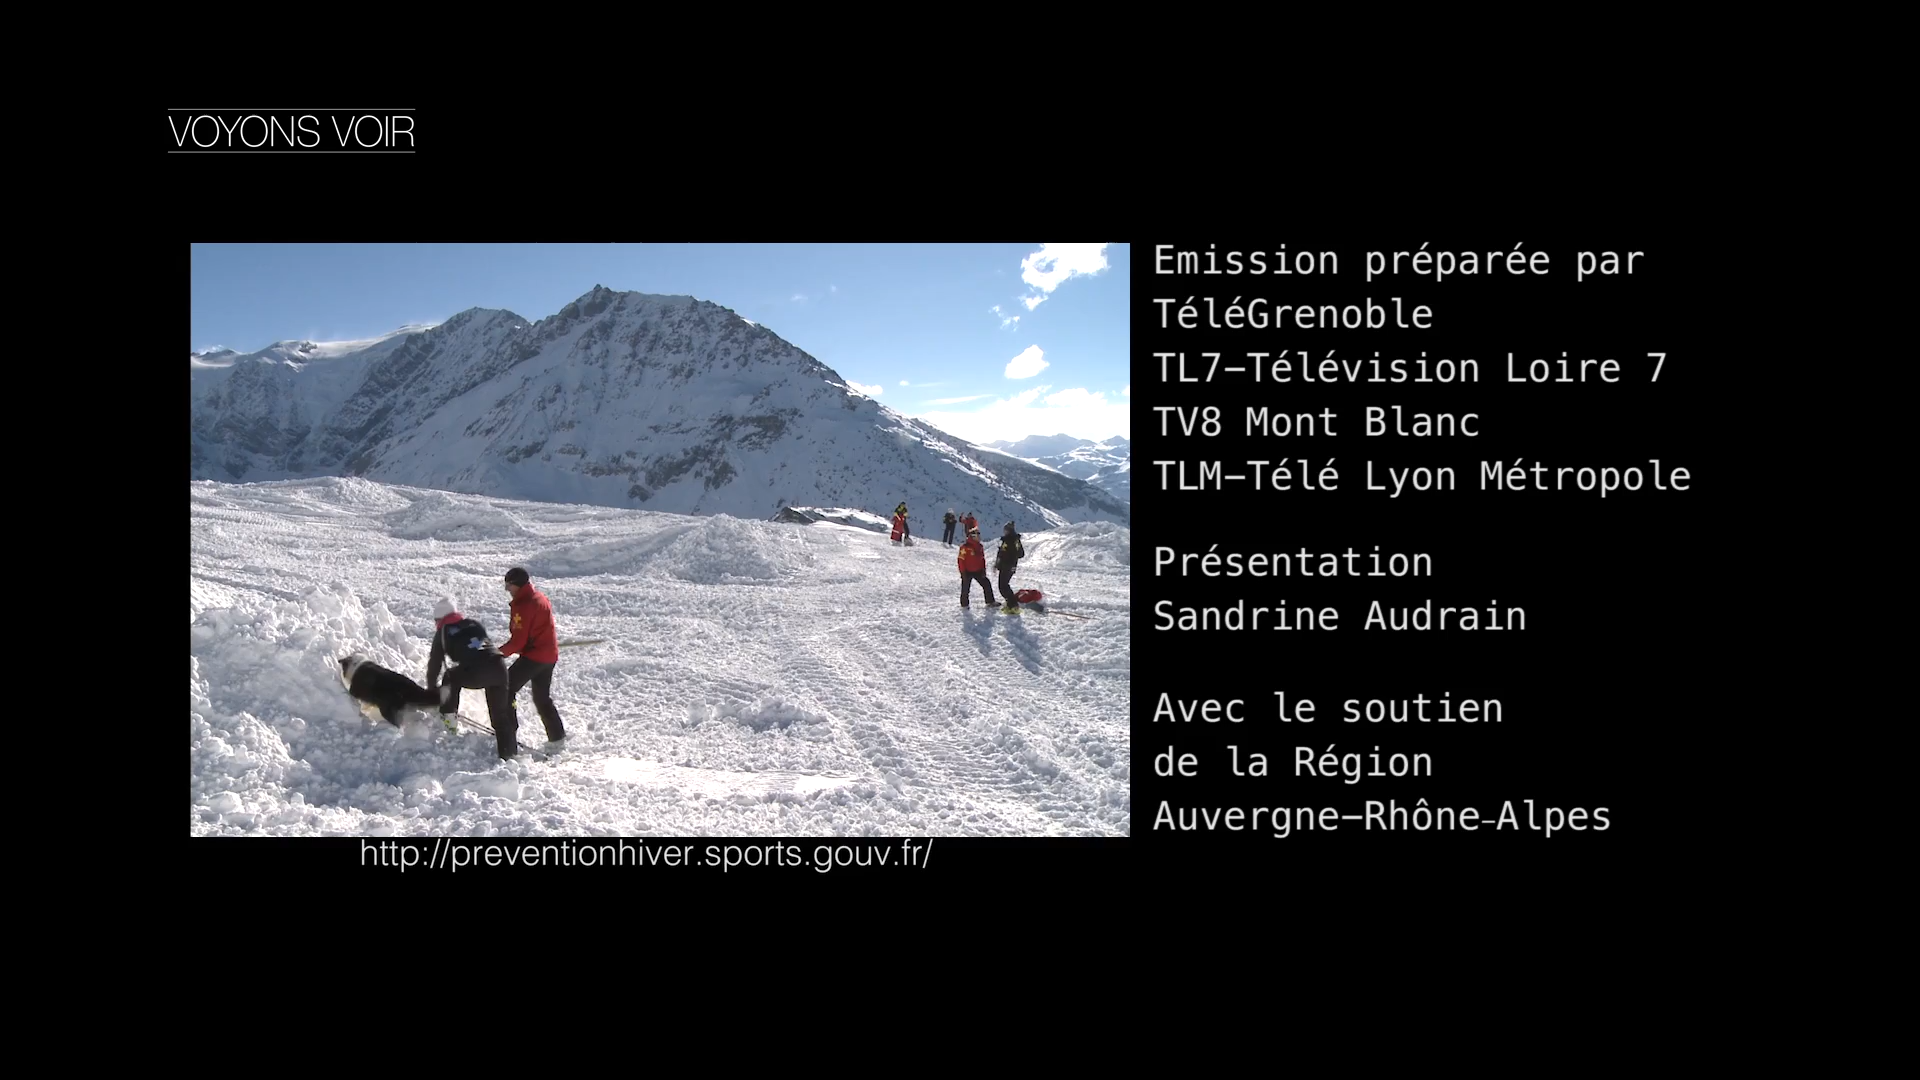 VOYONS VOIR
Emission préparée par
TéléGrenoble
TL7-Télévision Loire 7
TV8 Mont Blanc
TLM-Télé Lyon Métropole
Présentation
Sandrine Audrain
Avec le soutien
de la Région
Auvergne-Rhône-Alpes
http://preventionhiver.sports.gouv.fr/